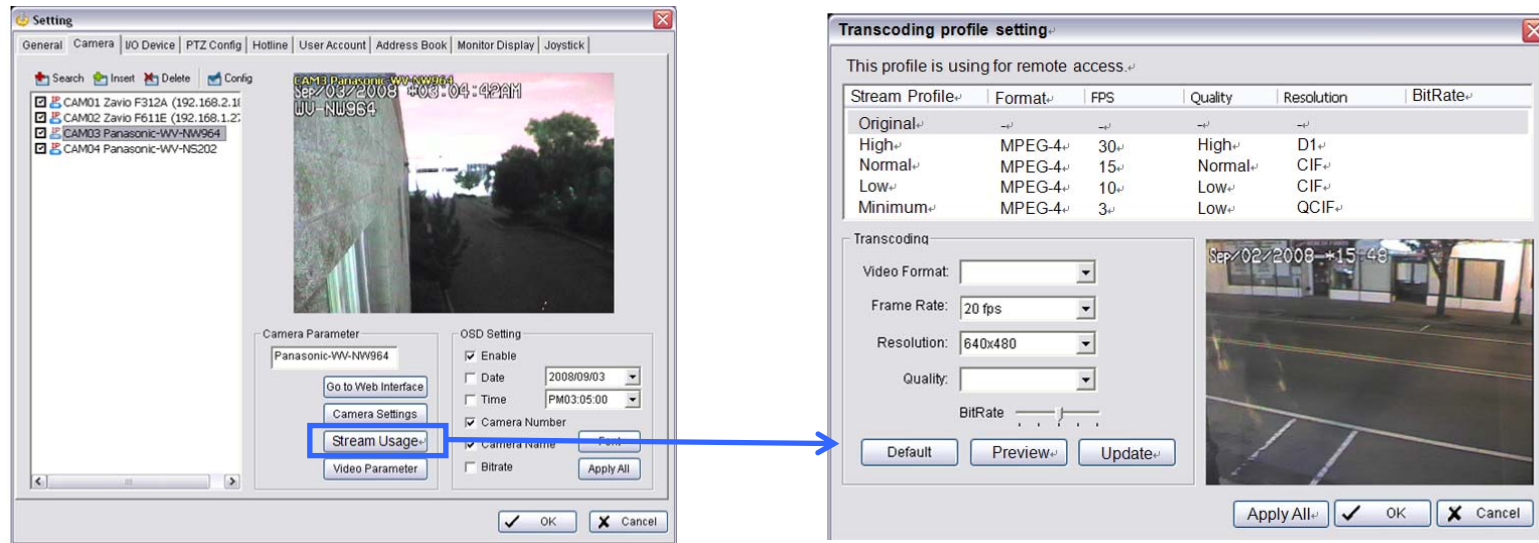 Setting
General Camera I/O Device PTZ Config Hotline User Account Address Book Monitor Display Joystick
Search Insert Delete Config
CAM01 Zavio F312A (192.168.2.1
CAM02 Zavio F611E (192.168.1.2
CAM03 Panasonic-WV-NW964
CAM04 Panasonic-WV-NS202
CAM3 Panasonic-WV-NW964
Sep/03/2008 *03:04:42AM
WV-NW964
Camera Parameter
Panasonic-WV-NW964
Go to Web Interface
Camera Settings
Stream Usage
Video Parameter
OSD Setting
Enable
Date 2008/09/03
Time PM03:05:00
Camera Number
Camera Name Font
Bitrate Apply All
OK Cancel
Transcoding profile setting
This profile is using for remote access.
Stream Profile Format FPS Quality Resolution BitRate
Original - - - -
High MPEG-4 30 High D1
Normal MPEG-4 15 Normal CIF
Low MPEG-4 10 Low CIF
Minimum MPEG-4 3 Low QCIF
Transcoding
Video Format:
Frame Rate: 20 fps
Resolution: 640x480
Quality:
BitRate
Default Preview Update
Sep/02/2008 *15:48
Apply All OK Cancel